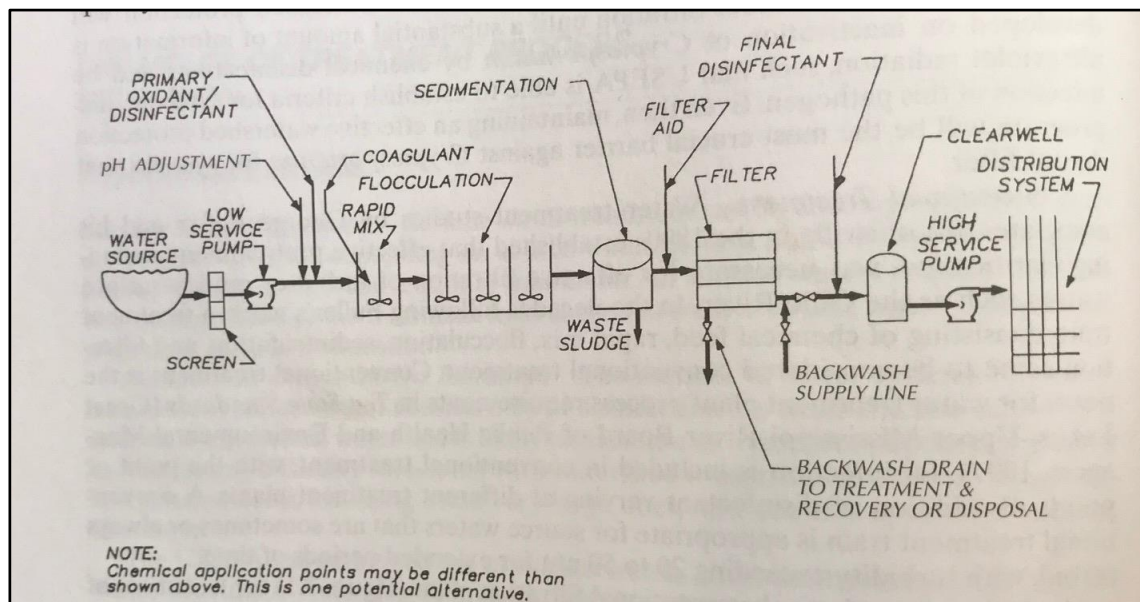 PRIMARY
OXIDANT/
DISINFECTANT
pH ADJUSTMENT
COAGULANT
FLOCCULATION
RAPID
MIX
LOW
SERVICE
PUMP
WATER
SOURCE
SCREEN
SEDIMENTATION
WASTE
SLUDGE
FINAL
DISINFECTANT
FILTER
AID
FILTER
CLEARWELL
DISTRIBUTION
SYSTEM
HIGH
SERVICE
PUMP
BACKWASH
SUPPLY LINE
BACKWASH DRAIN
TO TREATMENT &
RECOVERY OR DISPOSAL
NOTE:
Chemical application points may be different than
shown above. This is one potential alternative.